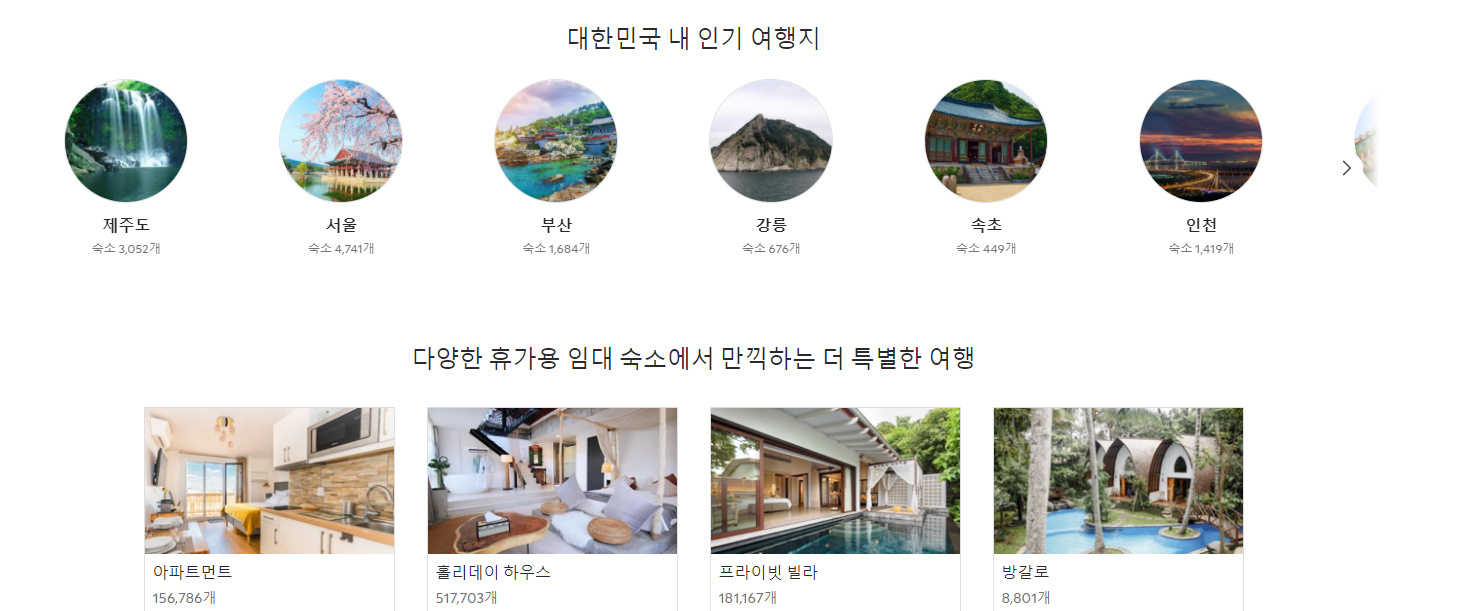 대한민국 내 인기 여행지
제주도
숙소 3,052개
서울
숙소 4,741개
부산
숙소 1,684개
강릉
숙소 676개
속초
숙소 449개
인천
숙소 1,419개
다양한 휴가용 임대 숙소에서 만끽하는 더 특별한 여행
아파트먼트
156,786개
홀리데이 하우스
517,703개
프라이빗 빌라
181,167개
방갈로
8,801개